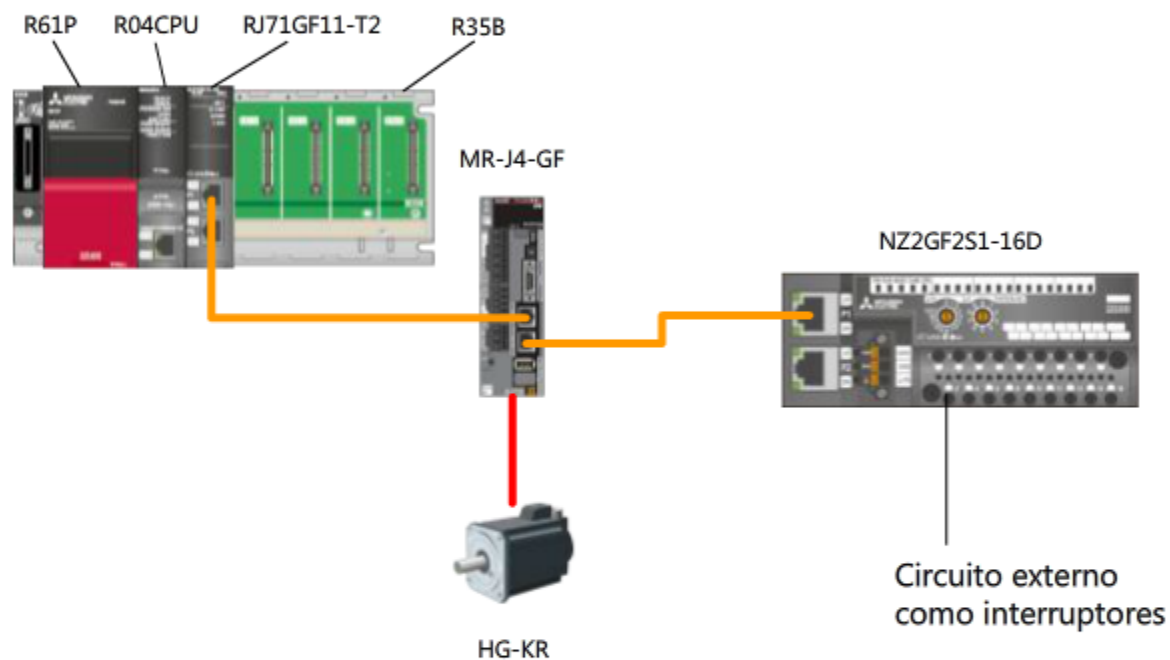 R61P
R04CPU
RJ71GF11-T2
R35B
MR-J4-GF
NZ2GF2S1-16D
HG-KR
Circuito externo
como interruptores